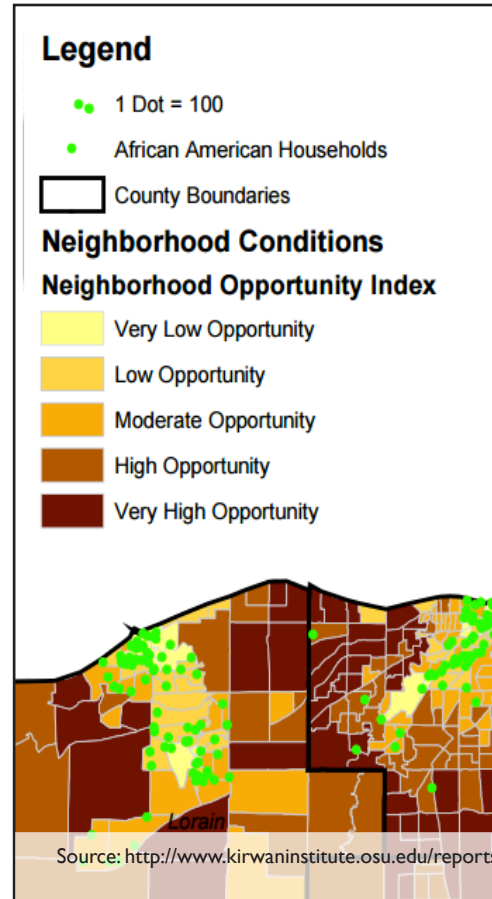 Legend
1 Dot = 100
African American Households
County Boundaries
Neighborhood Conditions
Neighborhood Opportunity Index
Very Low Opportunity
Low Opportunity
Moderate Opportunity
High Opportunity
Very High Opportunity
Lorain
Source: http://www.kirwaninstitute.osu.edu/reports